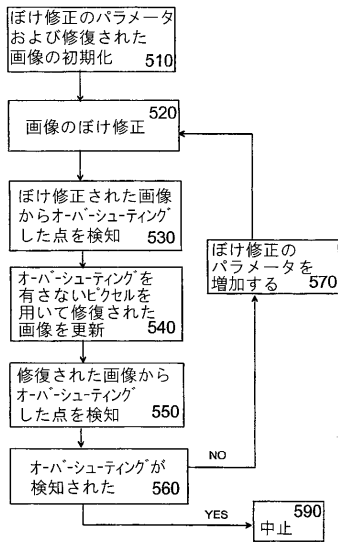 ぼけ修正のパラメータ
および修復された
画像の初期化 510
520
画像のぼけ修正
ぼけ修正された画像
からオーバーシューティング
した点を検知 530
オーバーシューティングを
有さないピクセルを
用いて修復された
画像を更新 540
修復された画像から
オーバーシューティング
した点を検知 550
オーバーシューティングが
検知された 560
NO
YES
ぼけ修正の
パラメータを
増加する 570
590
中止